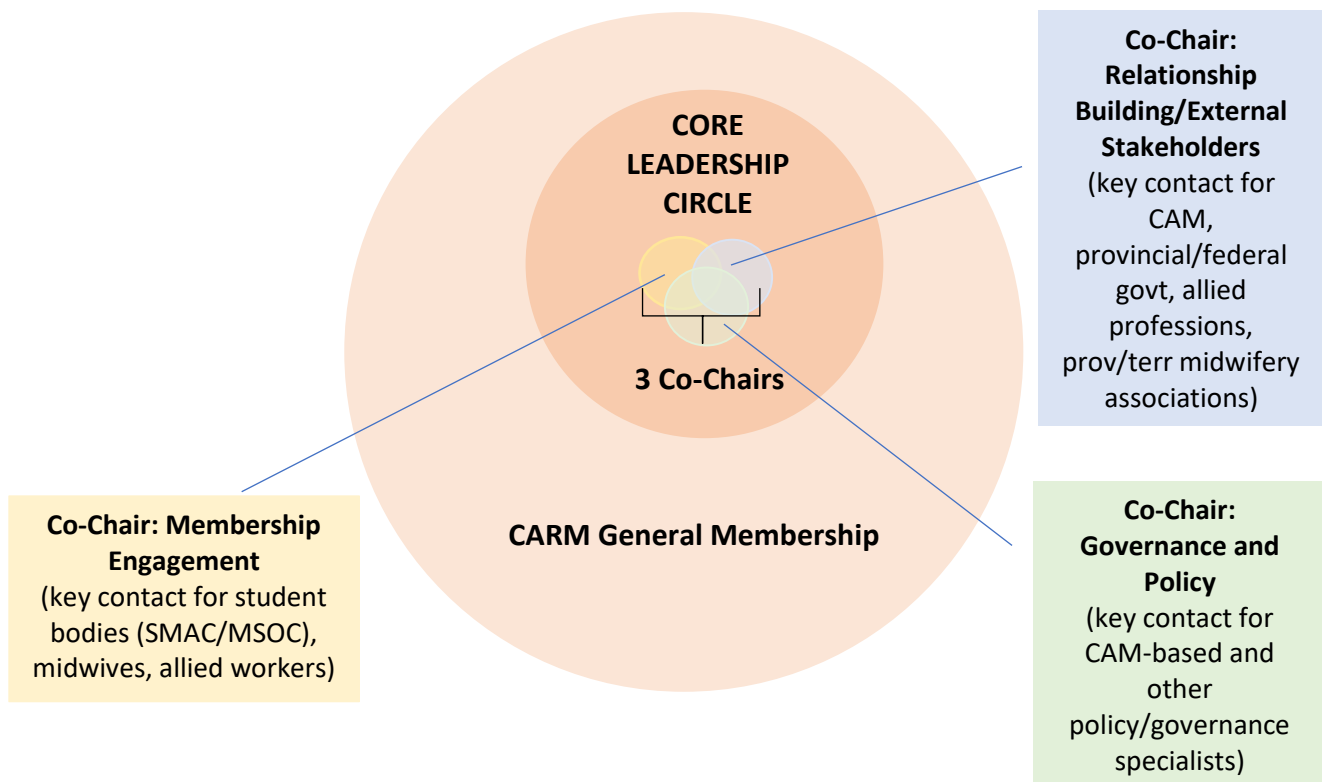 Co-Chair:
Relationship
Building/External
Stakeholders
(key contact for
CAM,
provincial/federal
govt, allied
professions,
prov/terr midwifery
associations)
CORE
LEADERSHIP
CIRCLE
3 Co-Chairs
CARM General Membership
Co-Chair: Membership
Engagement
(key contact for student
bodies (SMAC/MSOC),
midwives, allied workers)
Co-Chair:
Governance and
Policy
(key contact for
CAM-based and
other
policy/governance
specialists)